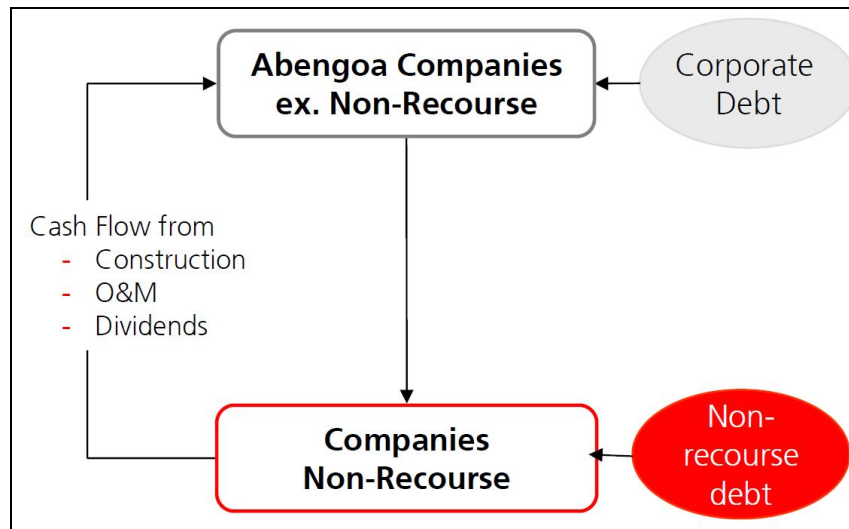 Abengoa Companies
ex. Non-Recourse
Corporate
Debt
Cash Flow from
- Construction
- O&M
- Dividends
Companies
Non-Recourse
Non-
recourse
debt